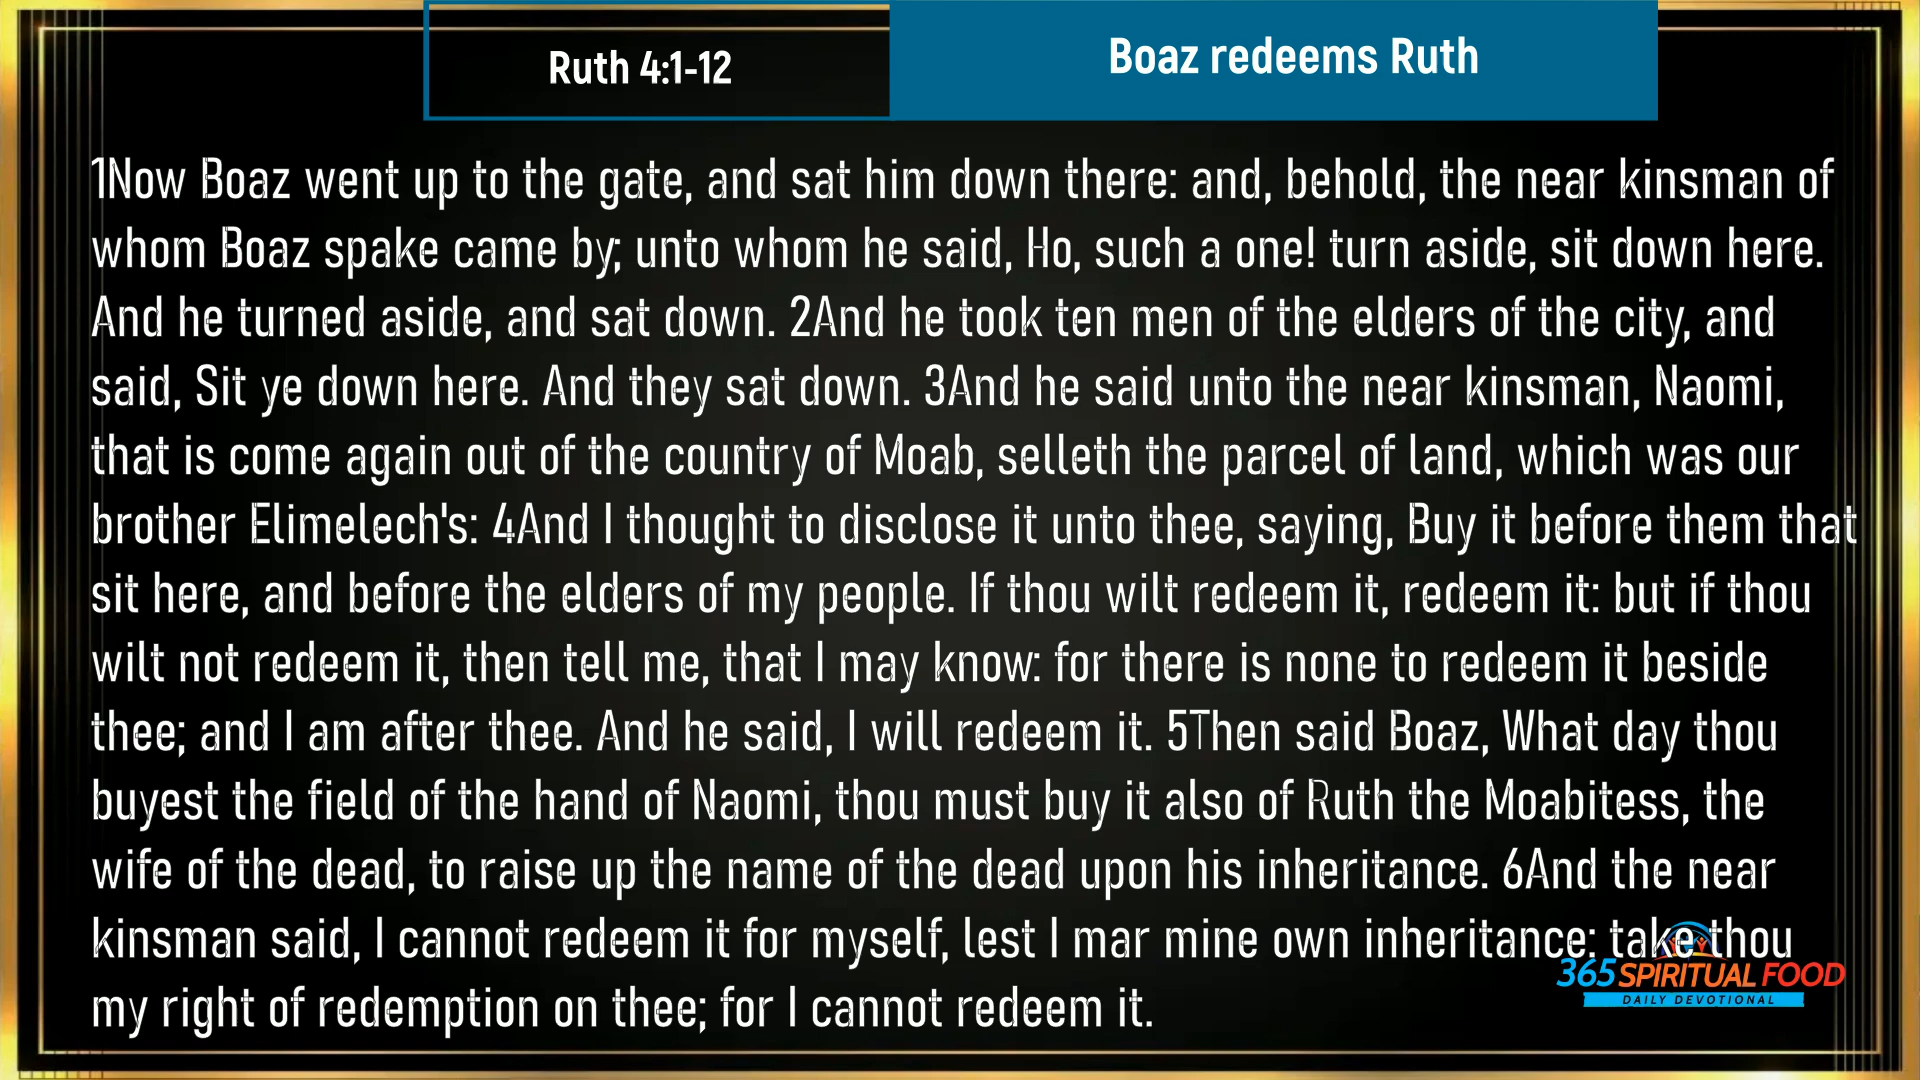 Ruth 4:1-12
Boaz redeems Ruth
1Now Boaz went up to the gate, and sat him down there: and, behold, the near kinsman of
whom Boaz spake came by; unto whom he said, Ho, such a one! turn aside, sit down here.
And he turned aside, and sat down. 2And he took ten men of the elders of the city, and
said, Sit ye down here. And they sat down. 3And he said unto the near kinsman, Naomi,
that is come again out of the country of Moab, selleth the parcel of land, which was our
brother Elimelech's: 4And I thought to disclose it unto thee, saying, Buy it before them that
sit here, and before the elders of my people. If thou wilt redeem it, redeem it: but if thou
wilt not redeem it, then tell me, that I may know: for there is none to redeem it beside
thee; and I am after thee. And he said, I will redeem it. 5Then said Boaz, What day thou
buyest the field of the hand of Naomi, thou must buy it also of Ruth the Moabitess, the
wife of the dead, to raise up the name of the dead upon his inheritance. 6And the near
kinsman said, I cannot redeem it for myself, lest I mar mine own inheritance: take thou
my right of redemption on thee; for I cannot redeem it.
365 SPIRITUAL FOOD
DAILY DEVOTIONAL